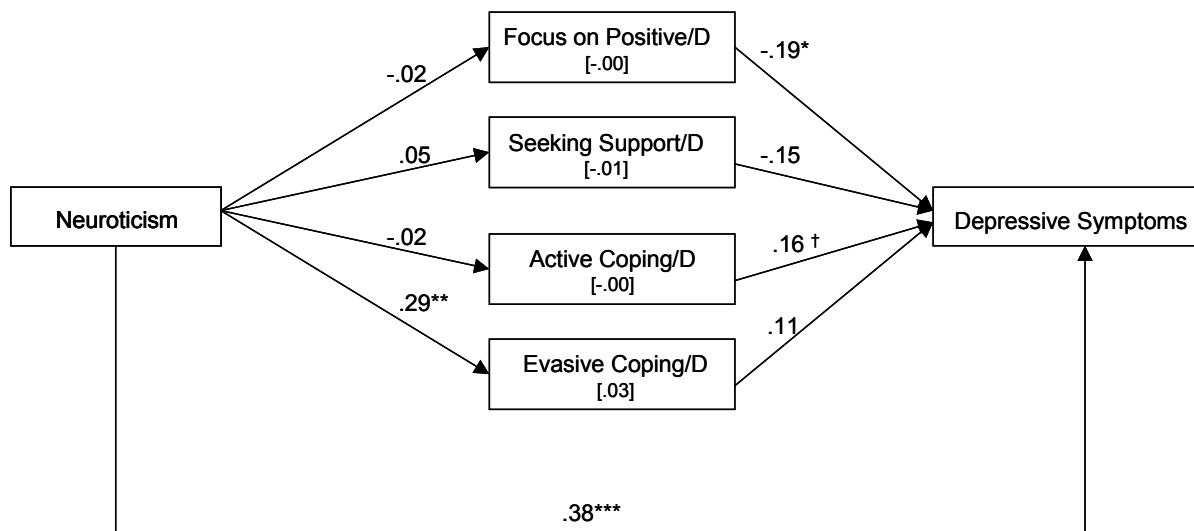 Focus on Positive/D
[-.00]
-.19*
-.02
Seeking Support/D
[-.01]
.05
-.15
Neuroticism
Depressive Symptoms
-.02
Active Coping/D
[-.00]
.16 †
.29**
Evasive Coping/D
[.03]
.11
.38***